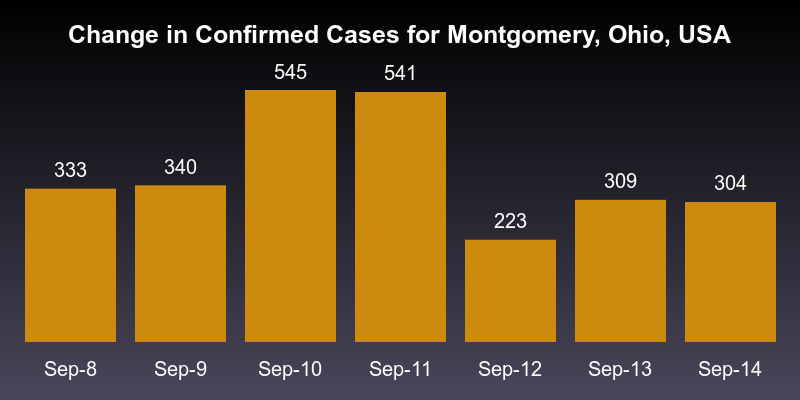 Change in Confirmed Cases for Montgomery, Ohio, USA
333 340 545 541 223 309 304
Sep-8 Sep-9 Sep-10 Sep-11 Sep-12 Sep-13 Sep-14